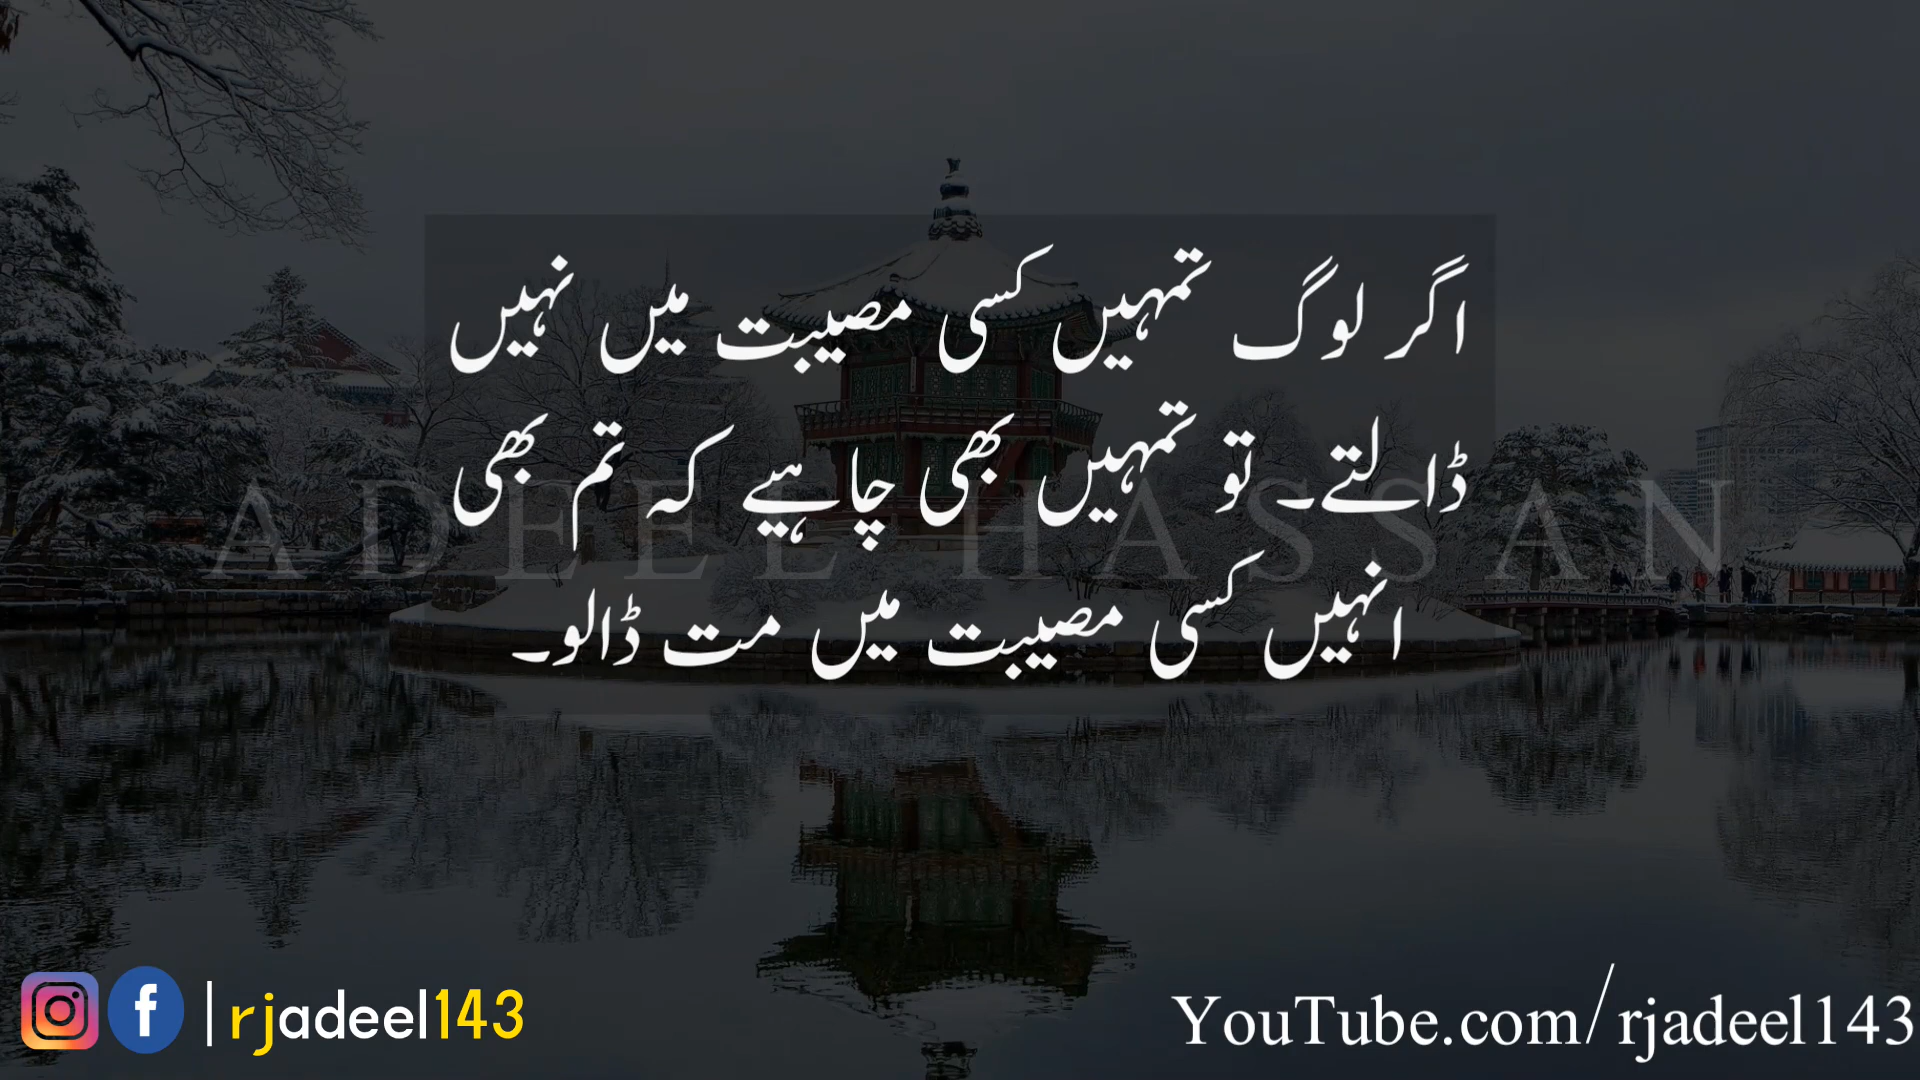 اگر لوگ تمہیں کسی مصیبت میں نہیں
ڈالتے۔ تو تمہیں بھی چاہیے کہ تم بھی
انہیں کسی مصیبت میں مت ڈالو۔
ADEEL HASSAN
|rjadeel143
YouTube.com/rjadeel143